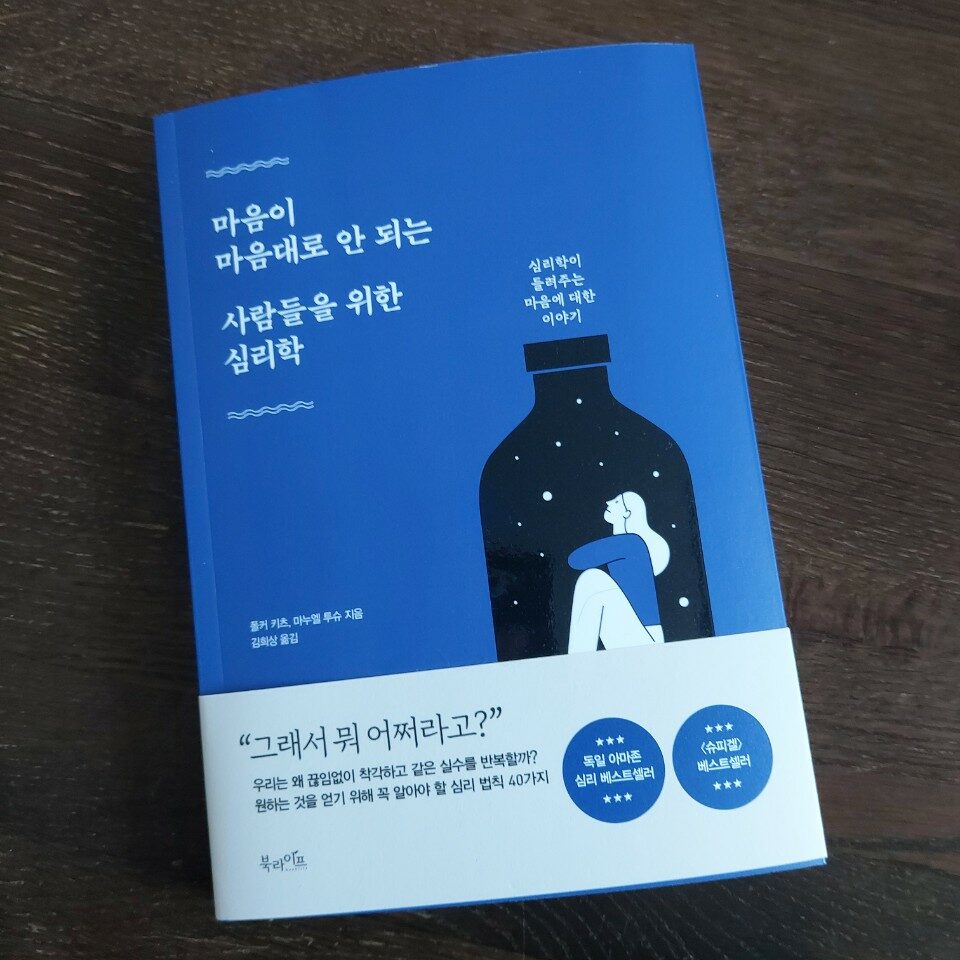 마음이
마음대로 안 되는
사람들을 위한
심리학
심리학이
들려주는
마음에 대한
이야기
폴커 키츠, 마누엘 투슈 지음
김희상 옮김
“그래서 뭐 어쩌라고?”
우리는 왜 끊임없이 착각하고 같은 실수를 반복할까?
원하는 것을 얻기 위해 꼭 알아야 할 심리 법칙 40가지
독일 아마존
심리 베스트셀러
〈슈피겔〉
베스트셀러
북라이프